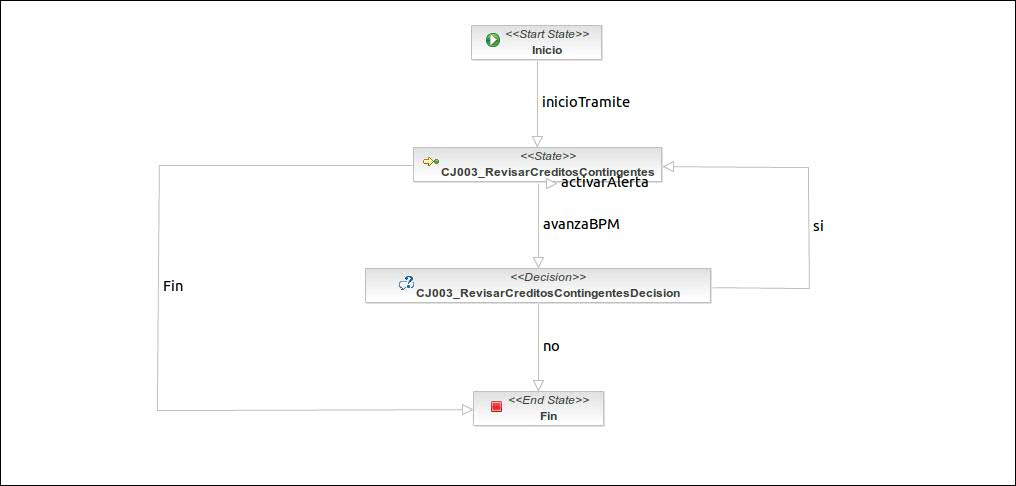 <<Start State>>
Inicio
inicioTramite
<<State>>
CJ003_RevisarCreditosContingentes
activarAlerta
avanzaBPM
si
<<Decision>>
CJ003_RevisarCreditosContingentesDecision
Fin
no
<<End State>>
Fin